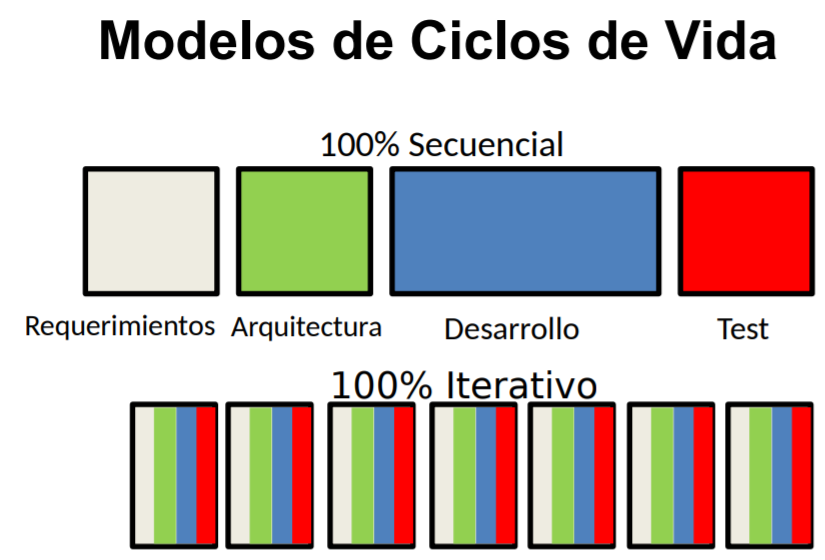 Modelos de Ciclos de Vida
100% Secuencial
Requerimientos Arquitectura Desarrollo Test
100% Iterativo